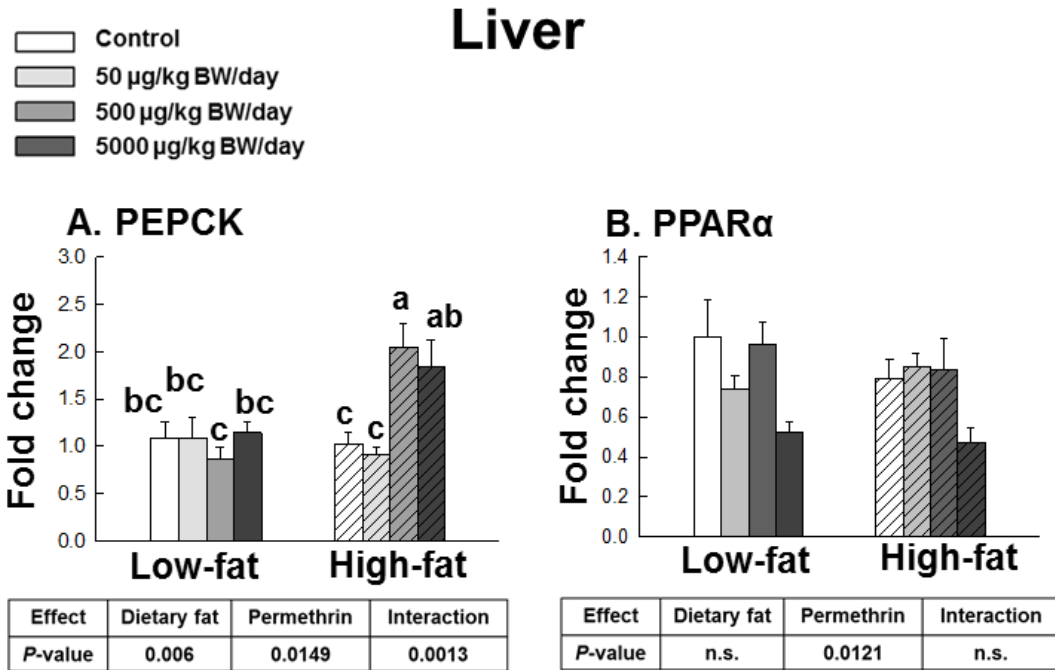 Liver
Control
50 µg/kg BW/day
500 µg/kg BW/day
5000 µg/kg BW/day
A. PEPCK
Fold change
3.0
2.5
2.0
1.5
1.0
0.5
0.0
bc
bc
c
bc
c
c
a
ab
Low-fat
High-fat
Effect Dietary fat Permethrin Interaction
P-value 0.006 0.0149 0.0013
B. PPARα
Fold change
1.4
1.2
1.0
0.8
0.6
0.4
0.2
0.0
Low-fat
High-fat
Effect Dietary fat Permethrin Interaction
P-value n.s. 0.0121 n.s.